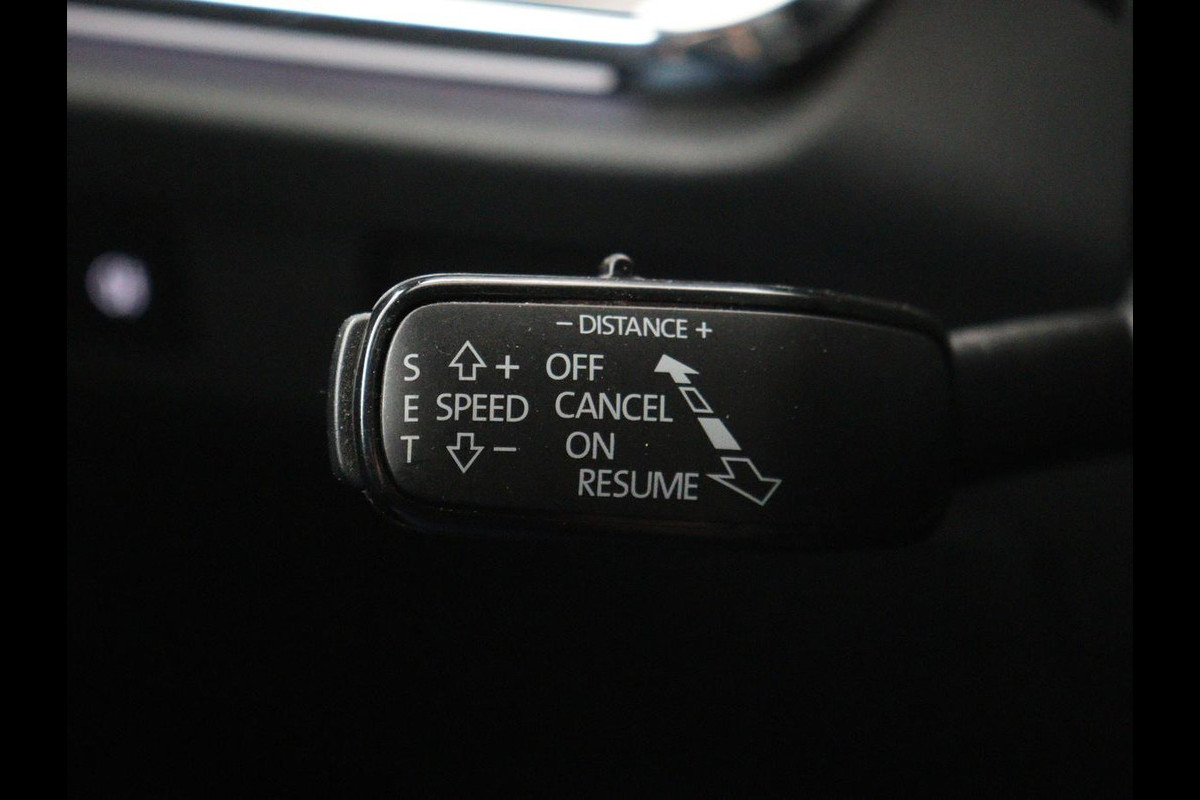 – DISTANCE +
S + OFF
E SPEED CANCEL
T – ON
RESUME